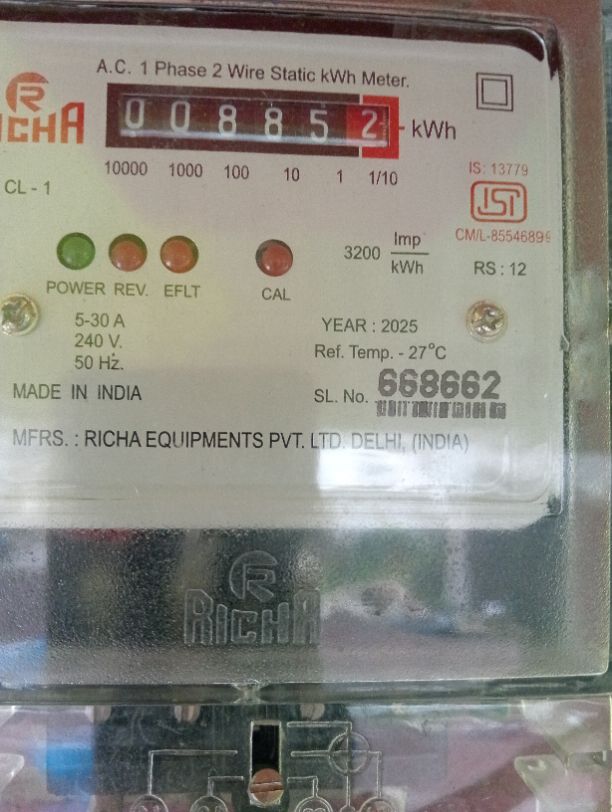 A.C. 1 Phase 2 Wire Static kWh Meter.
RICHA
0 0 8 8 5 2 - kWh
10000 1000 100 10 1 1/10
CL - 1
IS: 13779
ISI
CM/L-8554689
3200 Imp/kWh
RS : 12
POWER REV. EFLT CAL
5-30 A
240 V.
50 Hz.
YEAR : 2025
Ref. Temp. - 27°C
MADE IN INDIA
SL. No. 668662
MFRS. : RICHA EQUIPMENTS PVT. LTD. DELHI, (INDIA)
RICHA